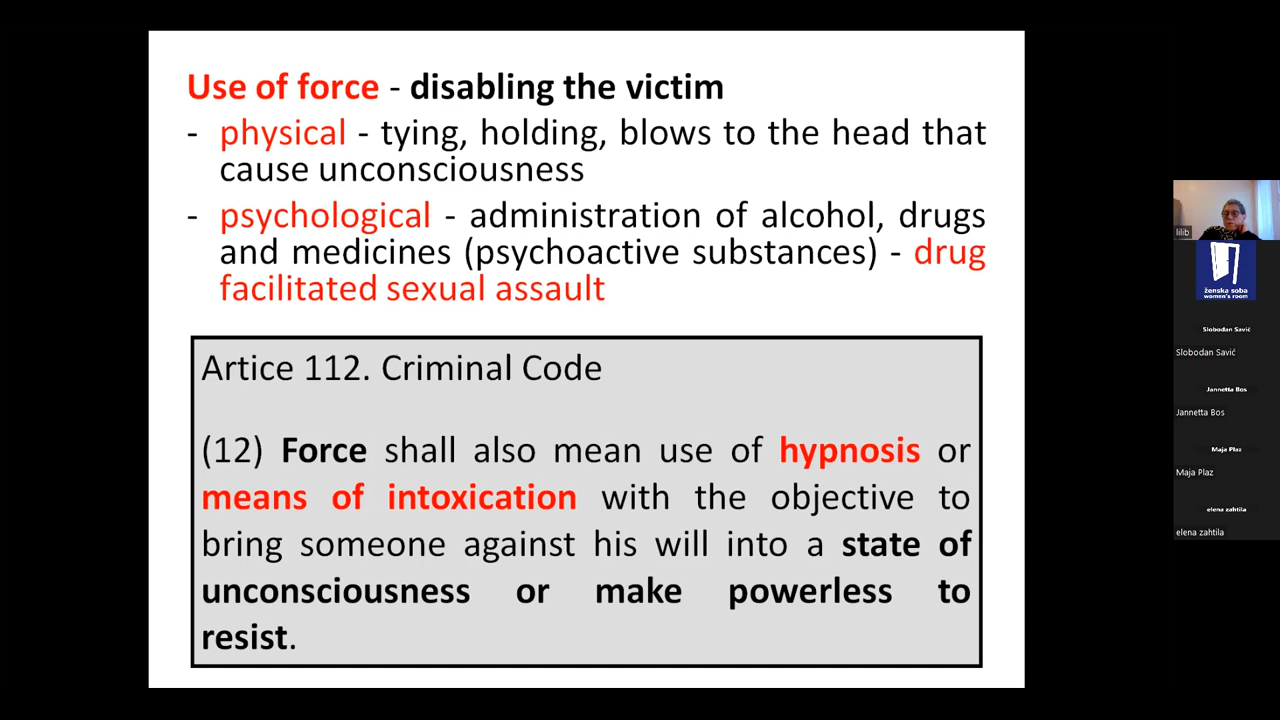 Use of force - disabling the victim
- physical - tying, holding, blows to the head that
cause unconsciousness
- psychological - administration of alcohol, drugs
and medicines (psychoactive substances) - drug
facilitated sexual assault
Artice 112. Criminal Code
(12) Force shall also mean use of hypnosis or
means of intoxication with the objective to
bring someone against his will into a state of
unconsciousness or make powerless to
resist.
lilib
ženska soba
women's room
Slobodan Savić
Slobodan Savić
Jannetta Bos
Jannetta Bos
Maja Plaz
Maja Plaz
elena zahtila
elena zahtila